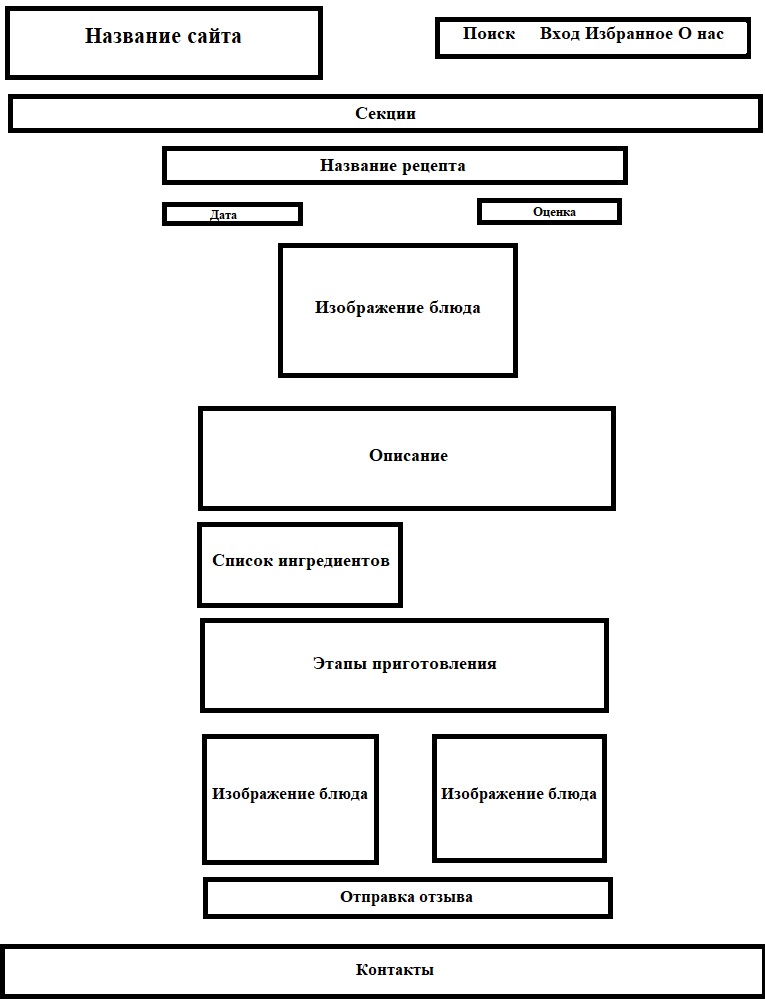 Название сайта
Поиск Вход Избранное О нас
Секции
Название рецепта
Дата
Оценка
Изображение блюда
Описание
Список ингредиентов
Этапы приготовления
Изображение блюда
Изображение блюда
Отправка отзыва
Контакты